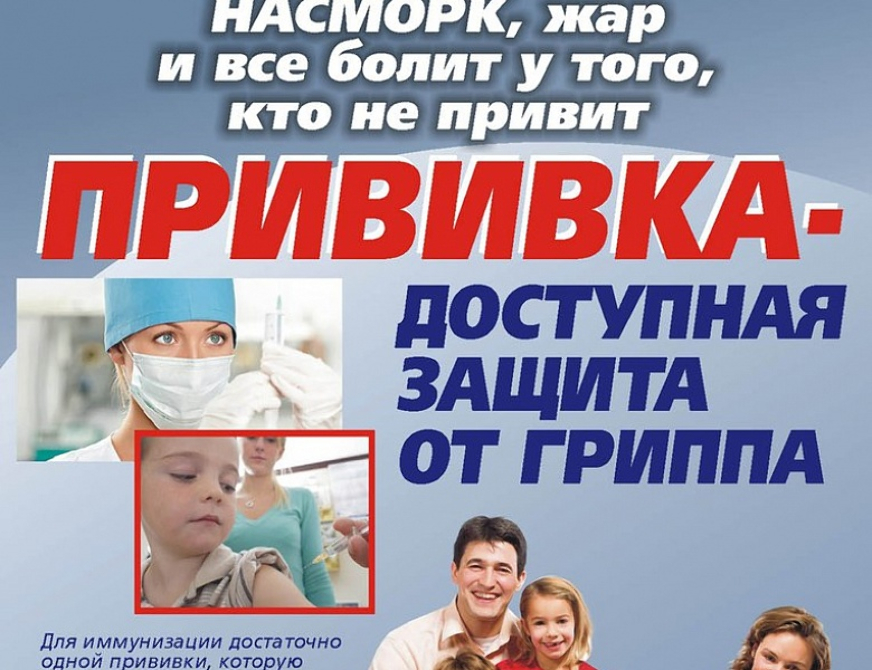 НАСМОРК, жар
и все болит у того,
кто не привит
ПРИВИВКА-
ДОСТУПНАЯ
ЗАЩИТА
ОТ ГРИППА
Для иммунизации достаточно
одной прививки, которую